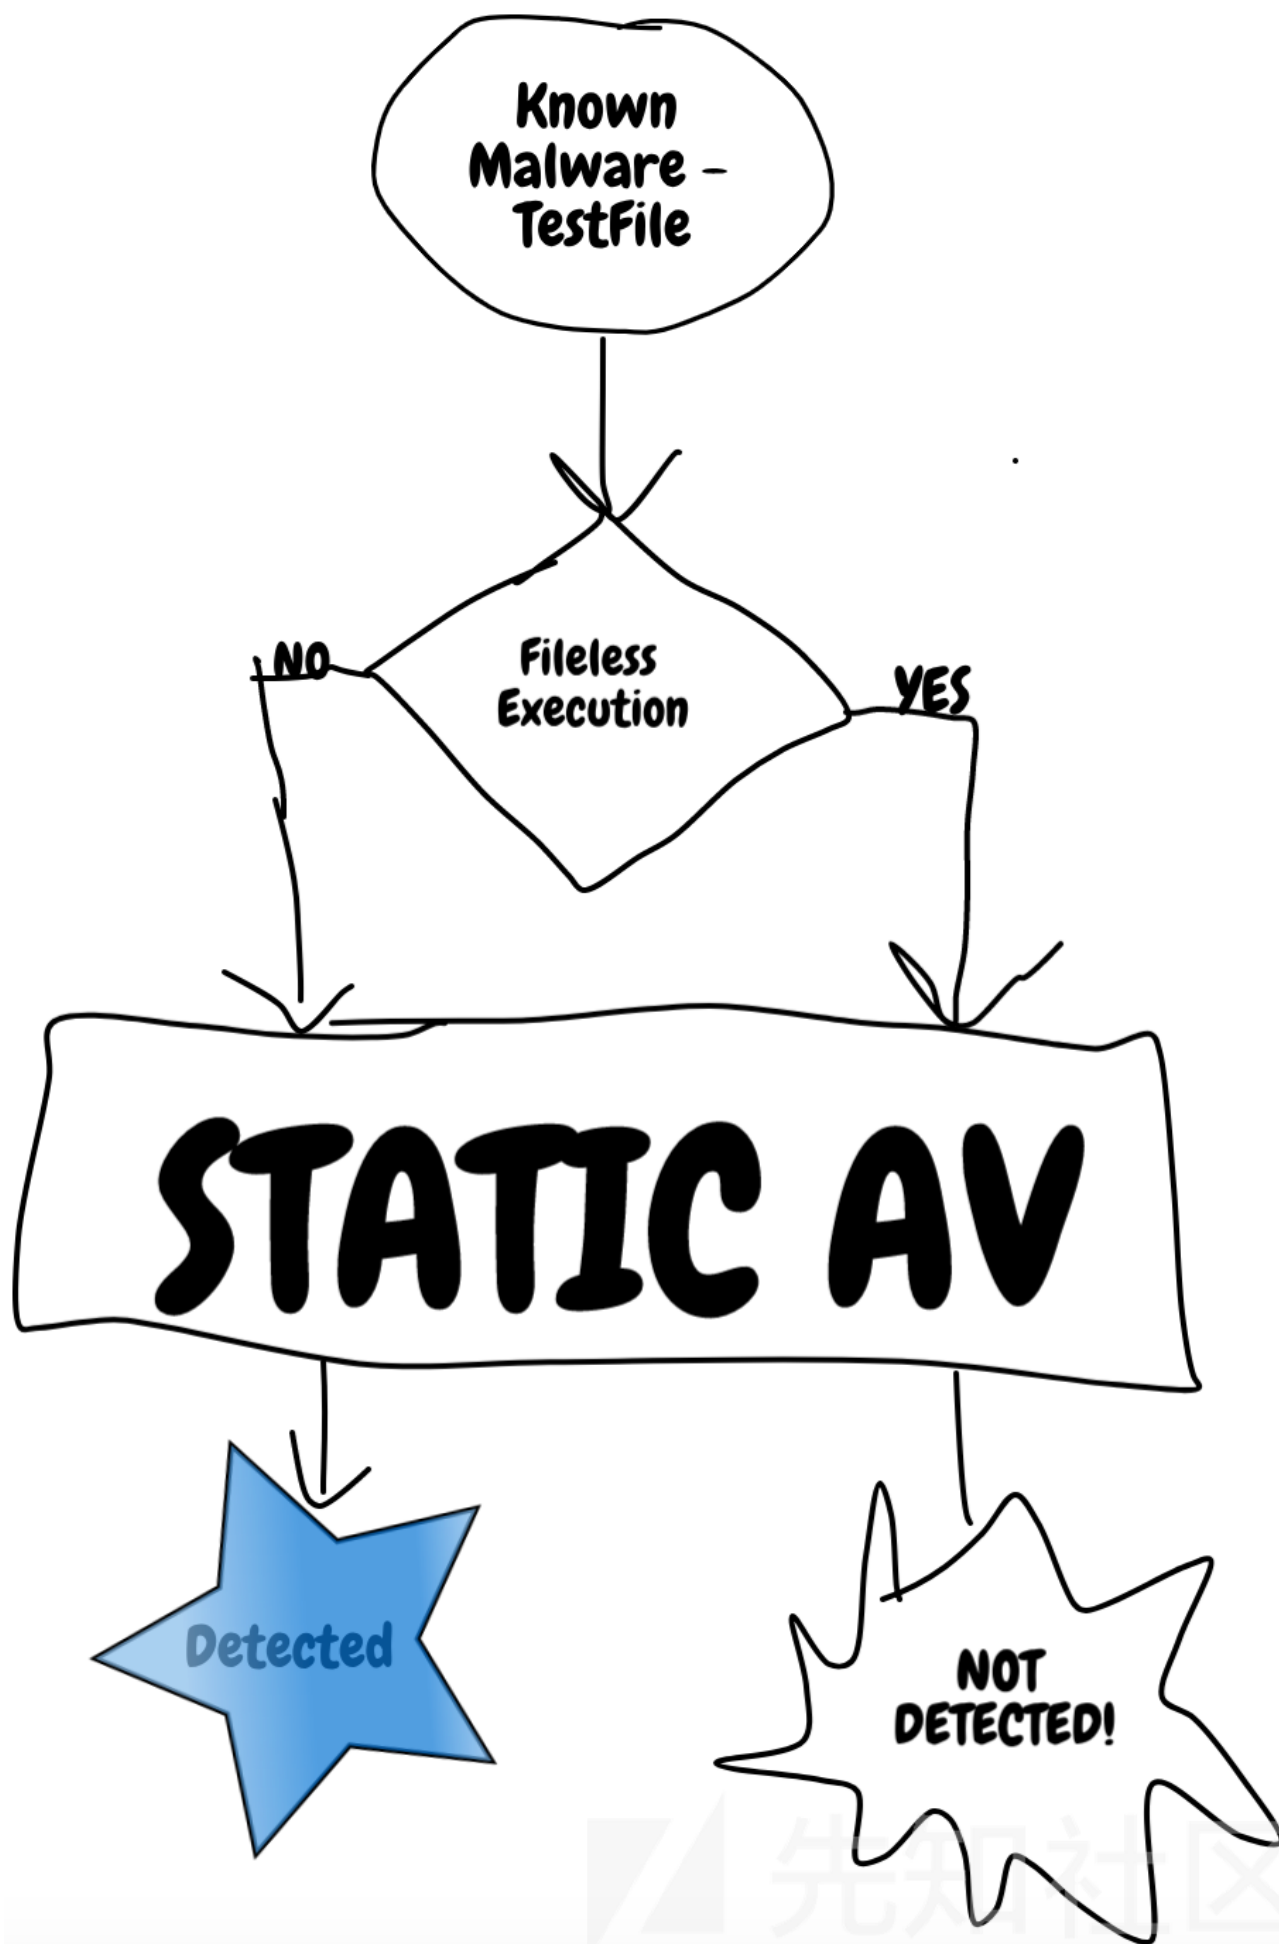 Known
Malware -
TestFile
Fileless
Execution
NO
YES
STATIC AV
Detected
NOT
DETECTED!
先知社区